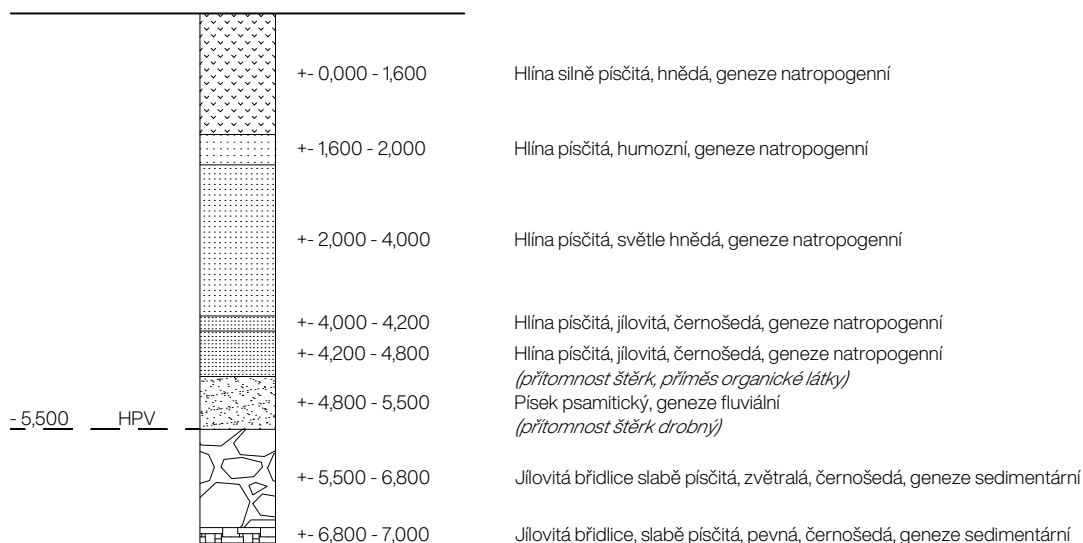 +- 0,000 - 1,600 Hlína silně písčitá, hnědá, geneze natropogenní
+- 1,600 - 2,000 Hlína písčitá, humozní, geneze natropogenní
+- 2,000 - 4,000 Hlína písčitá, světle hnědá, geneze natropogenní
+- 4,000 - 4,200 Hlína písčitá, jílovitá, černošedá, geneze natropogenní
+- 4,200 - 4,800 Hlína písčitá, jílovitá, černošedá, geneze natropogenní
(přítomnost štěrk, příměs organické látky)
+- 4,800 - 5,500 Písek psamitický, geneze fluviální
- 5,500 HPV (přítomnost štěrk drobný)
+- 5,500 - 6,800 Jílovitá břidlice slabě písčitá, zvětralá, černošedá, geneze sedimentární
+- 6,800 - 7,000 Jílovitá břidlice, slabě písčitá, pevná, černošedá, geneze sedimentární